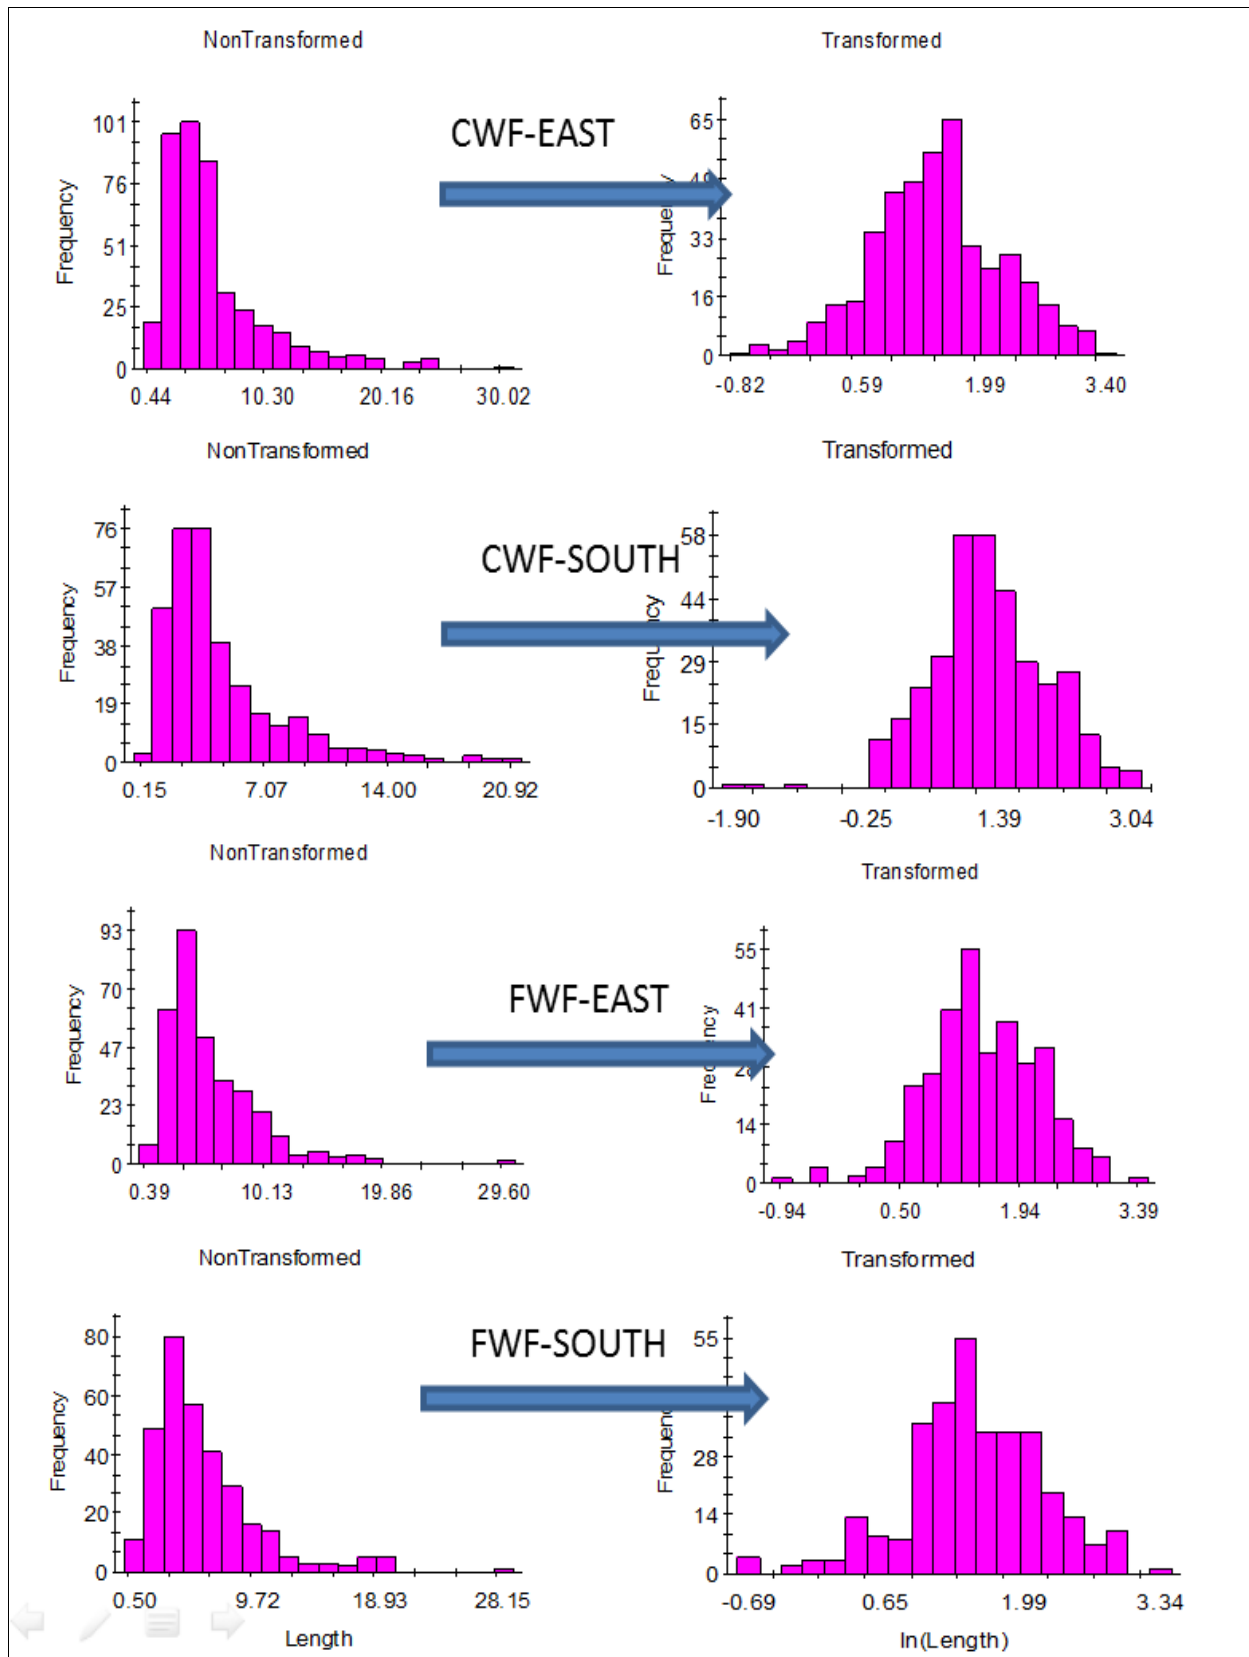 NonTransformed
Transformed
CWF-EAST
Frequency
101
76
51
25
0
0.44 10.30 20.16 30.02
Frequency
65
49
33
16
0
-0.82 0.59 1.99 3.40
NonTransformed
Transformed
CWF-SOUTH
Frequency
76
57
38
19
0
0.15 7.07 14.00 20.92
Frequency
58
44
29
15
0
-1.90 -0.25 1.39 3.04
NonTransformed
Transformed
FWF-EAST
Frequency
93
70
47
23
0
0.39 10.13 19.86 29.60
Frequency
55
41
28
14
0
-0.94 0.50 1.94 3.39
NonTransformed
Transformed
FWF-SOUTH
Frequency
80
60
40
20
0
0.50 9.72 18.93 28.15
Length
Frequency
55
28
14
0
-0.69 0.65 1.99 3.34
ln(Length)